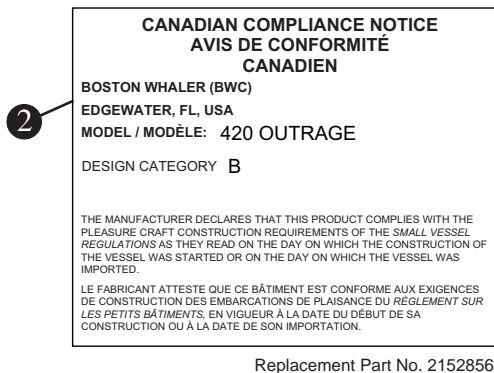 CANADIAN COMPLIANCE NOTICE
AVIS DE CONFORMITÉ
CANADIEN
BOSTON WHALER (BWC)
2
EDGEWATER, FL, USA
MODEL / MODÈLE: 420 OUTRAGE
DESIGN CATEGORY B
THE MANUFACTURER DECLARES THAT THIS PRODUCT COMPLIES WITH THE
PLEASURE CRAFT CONSTRUCTION REQUIREMENTS OF THE SMALL VESSEL
REGULATIONS AS THEY READ ON THE DAY ON WHICH THE CONSTRUCTION OF
THE VESSEL WAS STARTED OR ON THE DAY ON WHICH THE VESSEL WAS
IMPORTED.
LE FABRICANT ATTESTE QUE CE BÂTIMENT EST CONFORME AUX EXIGENCES
DE CONSTRUCTION DES EMBARCATIONS DE PLAISANCE DU RÈGLEMENT SUR
LES PETITS BÂTIMENTS, EN VIGUEUR À LA DATE DU DÉBUT DE SA
CONSTRUCTION OU À LA DATE DE SON IMPORTATION.
Replacement Part No. 2152856